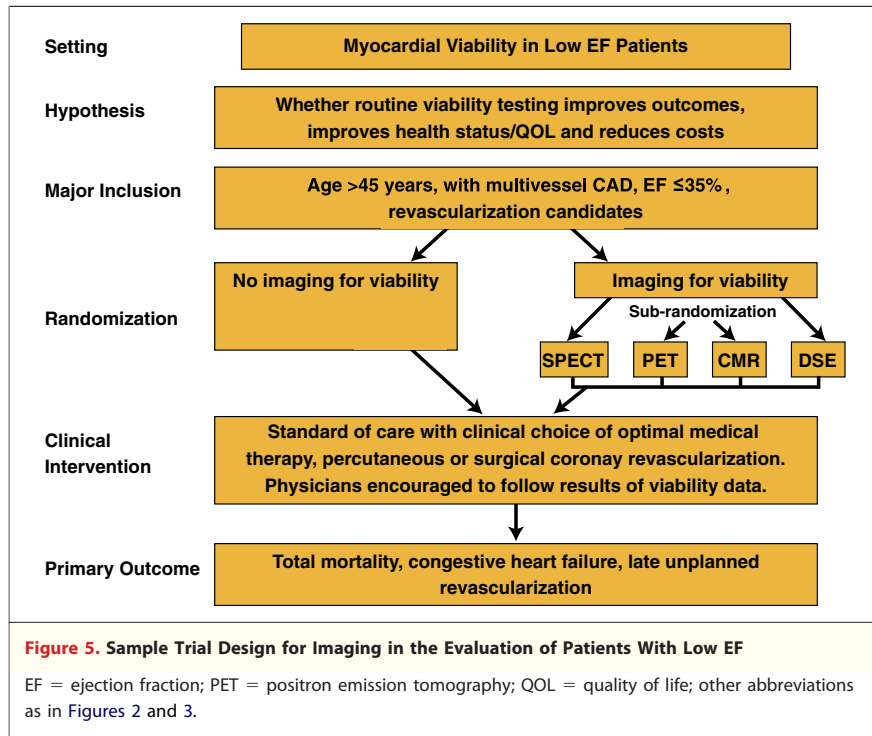 Setting
Myocardial Viability in Low EF Patients
Hypothesis
Whether routine viability testing improves outcomes,
improves health status/QOL and reduces costs
Major Inclusion
Age >45 years, with multivessel CAD, EF ≤35%,
revascularization candidates
Randomization
No imaging for viability
Imaging for viability
Sub-randomization
SPECT
PET
CMR
DSE
Clinical
Intervention
Standard of care with clinical choice of optimal medical
therapy, percutaneous or surgical coronay revascularization.
Physicians encouraged to follow results of viability data.
Primary Outcome
Total mortality, congestive heart failure, late unplanned
revascularization
Figure 5. Sample Trial Design for Imaging in the Evaluation of Patients With Low EF
EF = ejection fraction; PET = positron emission tomography; QOL = quality of life; other abbreviations
as in Figures 2 and 3.